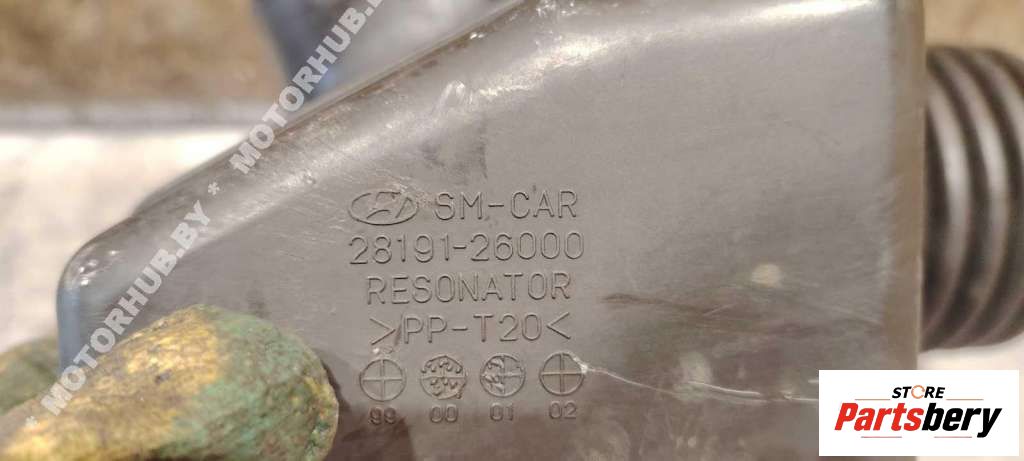 SM-CAR
28191-26000
RESONATOR
>PP-T20<
99 00 01 02
MOTORHUB.BY * MOTORHUB.BY
STORE
Partsbery